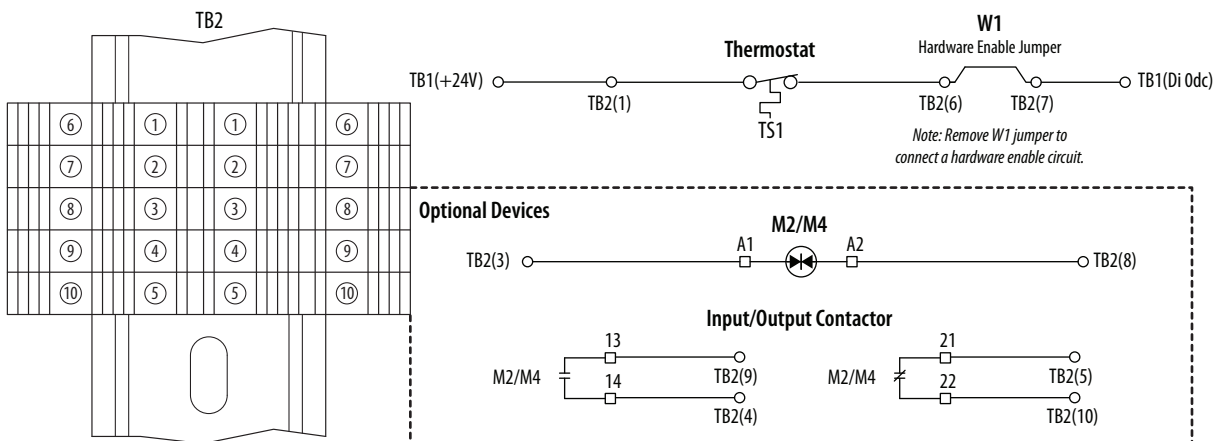 TB2
⑥ ① ① ⑥
⑦ ② ② ⑦
⑧ ③ ③ ⑧
⑨ ④ ④ ⑨
⑩ ⑤ ⑤ ⑩
W1
Thermostat
Hardware Enable Jumper
TB1(+24V)
TB1(Di 0dc)
TB2(1)
TB2(6)
TB2(7)
TS1
Note: Remove W1 jumper to
connect a hardware enable circuit.
Optional Devices
M2/M4
A1
A2
TB2(3)
TB2(8)
Input/Output Contactor
13
21
M2/M4
TB2(9)
M2/M4
TB2(5)
14
22
TB2(4)
TB2(10)